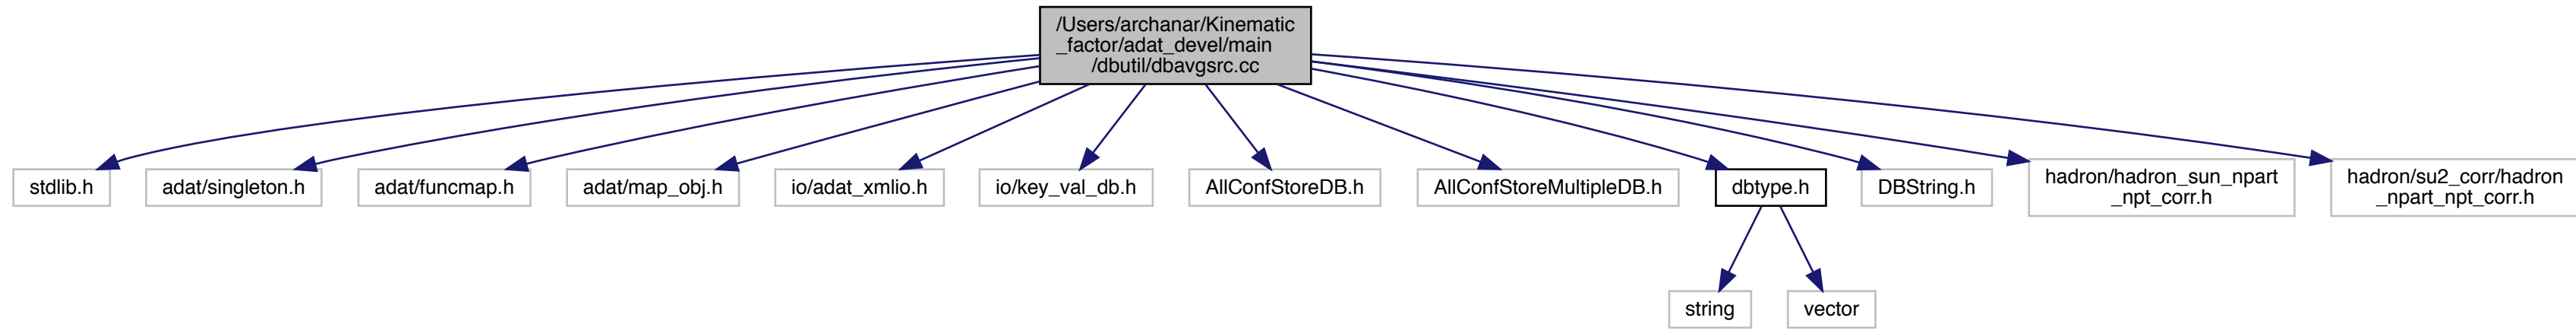 /Users/archanar/Kinematic
_factor/adat_devel/main
/dbutil/dbavgsrc.cc
stdlib.h
adat/singleton.h
adat/funcmap.h
adat/map_obj.h
io/adat_xmlio.h
io/key_val_db.h
AllConfStoreDB.h
AllConfStoreMultipleDB.h
dbtype.h
DBString.h
hadron/hadron_sun_npart
_npt_corr.h
hadron/su2_corr/hadron
_npart_npt_corr.h
string
vector